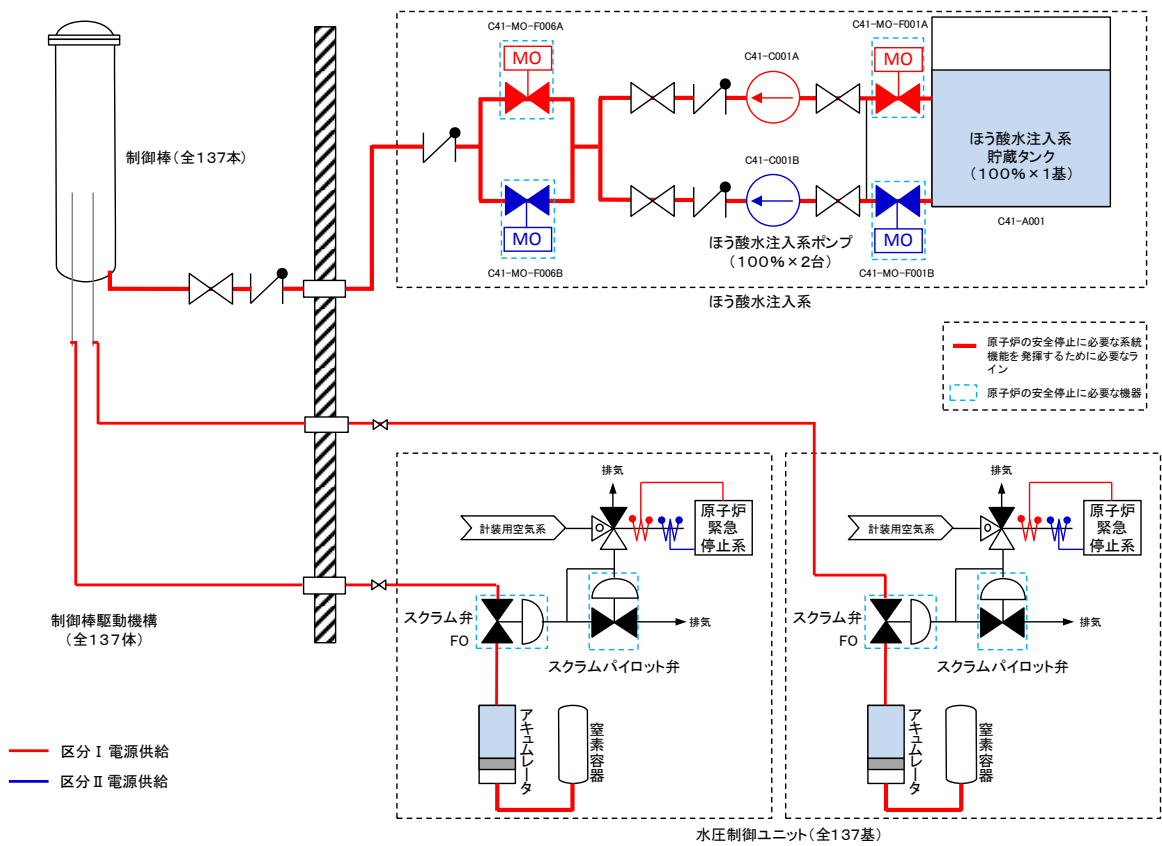 C41-MO-F006A
MO
C41-MO-F001A
MO
C41-C001A
制御棒(全137本)
ほう酸水注入系
貯蔵タンク
(100%×1基)
C41-C001B
MO
MO
C41-A001
ほう酸水注入系ポンプ
(100%×2台)
C41-MO-F006B
C41-MO-F001B
ほう酸水注入系
原子炉の安全停止に必要な系統
機能を発揮するために必要なラ
イン
原子炉の安全停止に必要な機器
排気
計装用空気系
原子炉
緊急
停止系
スクラム弁
FO
排気
スクラムパイロット弁
アキュムレータ
窒素容器
排気
計装用空気系
原子炉
緊急
停止系
スクラム弁
FO
排気
スクラムパイロット弁
アキュムレータ
窒素容器
制御棒駆動機構
(全137体)
区分Ⅰ電源供給
区分Ⅱ電源供給
水圧制御ユニット(全137基)